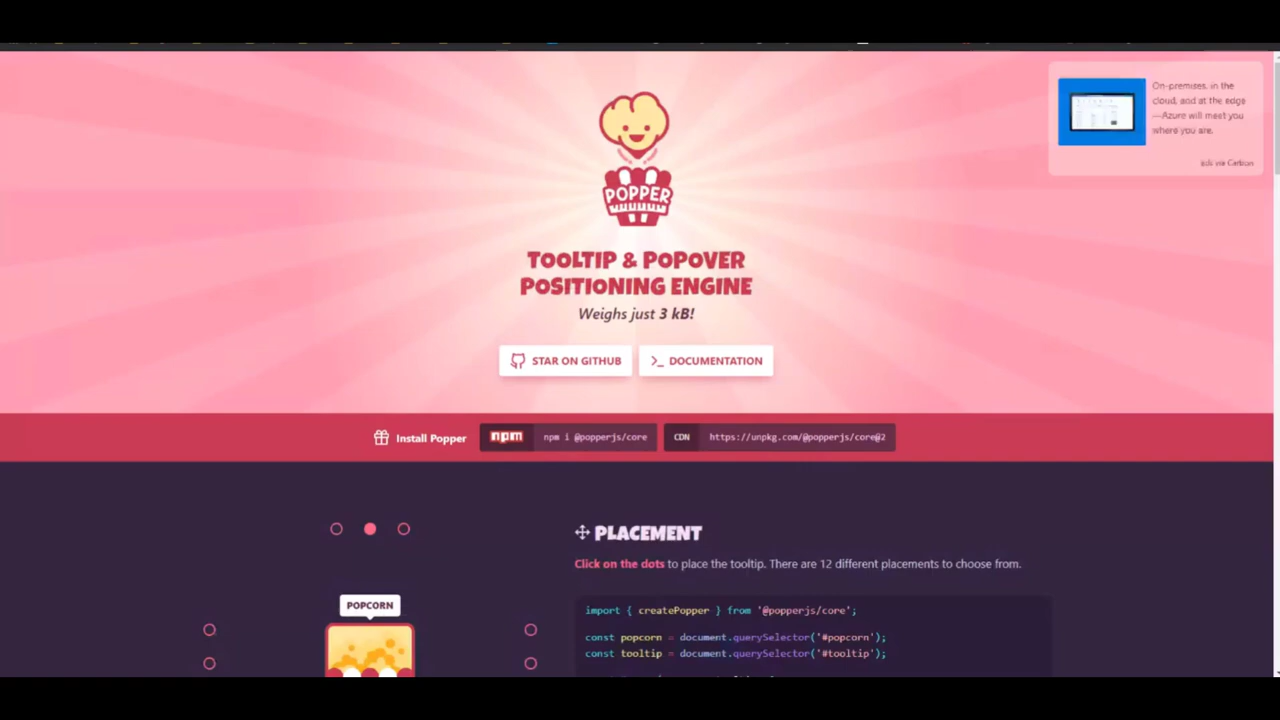 On-premises, in the
cloud, and at the edge
—Azure will meet you
where you are.
ads via Carbon
POPPER
TOOLTIP & POPOVER
POSITIONING ENGINE
Weighs just 3 kB!
STAR ON GITHUB
>_ DOCUMENTATION
Install Popper
npm
npm i @popperjs/core
CDN
https://unpkg.com/@popperjs/core@2
PLACEMENT
Click on the dots to place the tooltip. There are 12 different placements to choose from.
POPCORN
import { createPopper } from '@popperjs/core';
const popcorn = document.querySelector('#popcorn');
const tooltip = document.querySelector('#tooltip');